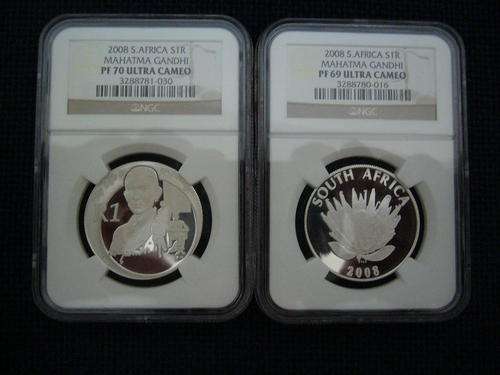 2008 S.AFRICA S1R
MAHATMA GANDHI
PF 70 ULTRA CAMEO
3288781-030
NGC
R1
2008 S.AFRICA S1R
MAHATMA GANDHI
PF 69 ULTRA CAMEO
3288780-016
NGC
SOUTH AFRICA
2008